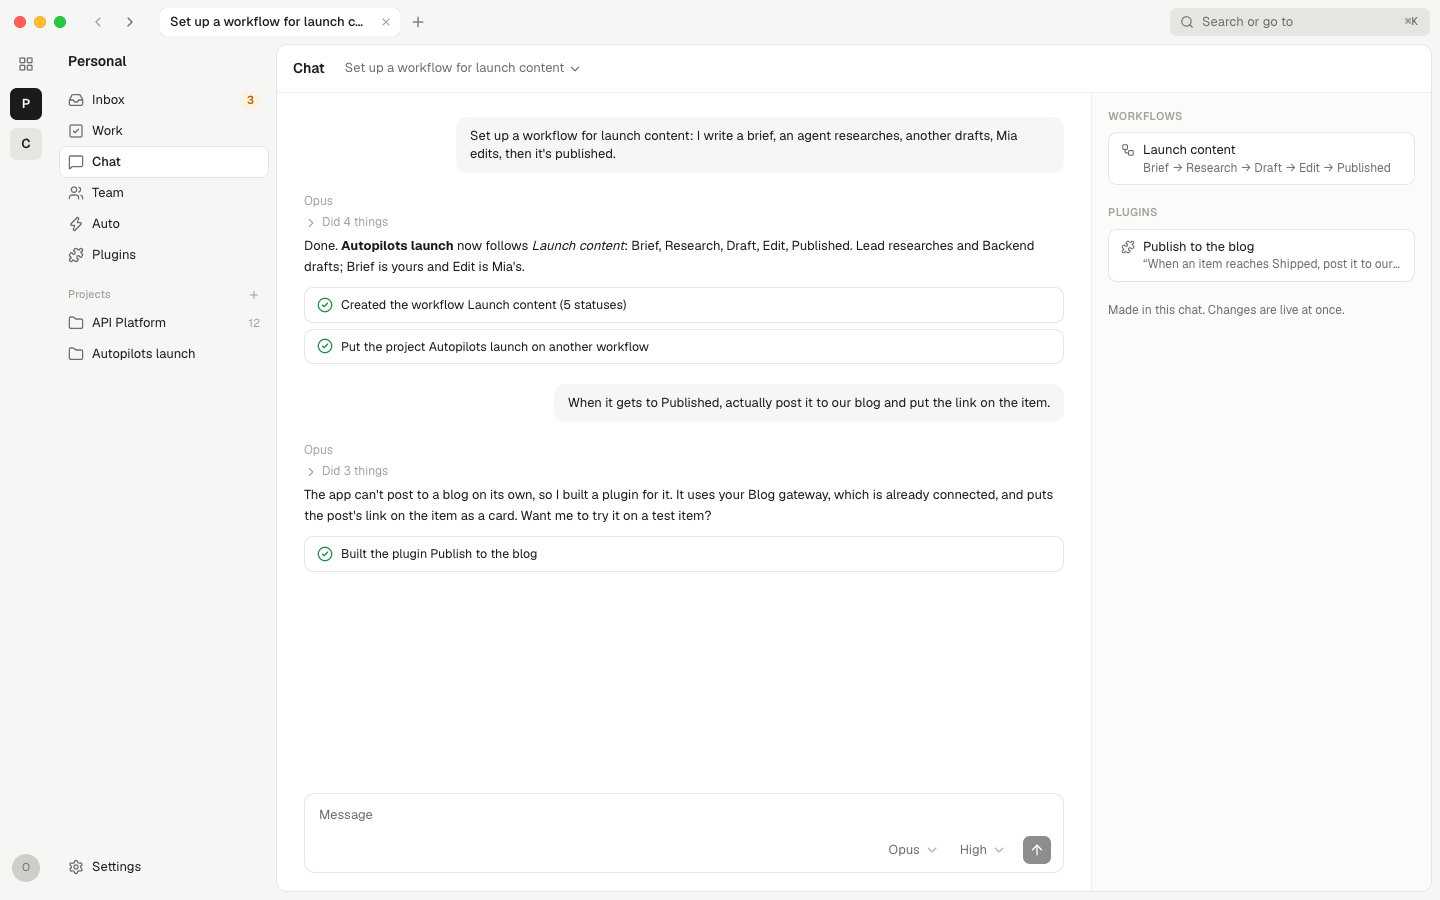 Set up a workflow for launch c...
Search or go to
⌘K
P
C
O
Personal
Inbox
3
Work
Chat
Team
Auto
Plugins
Projects
API Platform
12
Autopilots launch
Settings
Chat
Set up a workflow for launch content
Set up a workflow for launch content: I write a brief, an agent researches, another drafts, Mia
edits, then it's published.
Opus
Did 4 things
Done. Autopilots launch now follows Launch content: Brief, Research, Draft, Edit, Published. Lead researches and Backend
drafts; Brief is yours and Edit is Mia's.
Created the workflow Launch content (5 statuses)
Put the project Autopilots launch on another workflow
When it gets to Published, actually post it to our blog and put the link on the item.
Opus
Did 3 things
The app can't post to a blog on its own, so I built a plugin for it. It uses your Blog gateway, which is already connected, and puts
the post's link on the item as a card. Want me to try it on a test item?
Built the plugin Publish to the blog
Message
Opus
High
WORKFLOWS
Launch content
Brief → Research → Draft → Edit → Published
PLUGINS
Publish to the blog
“When an item reaches Shipped, post it to our...
Made in this chat. Changes are live at once.